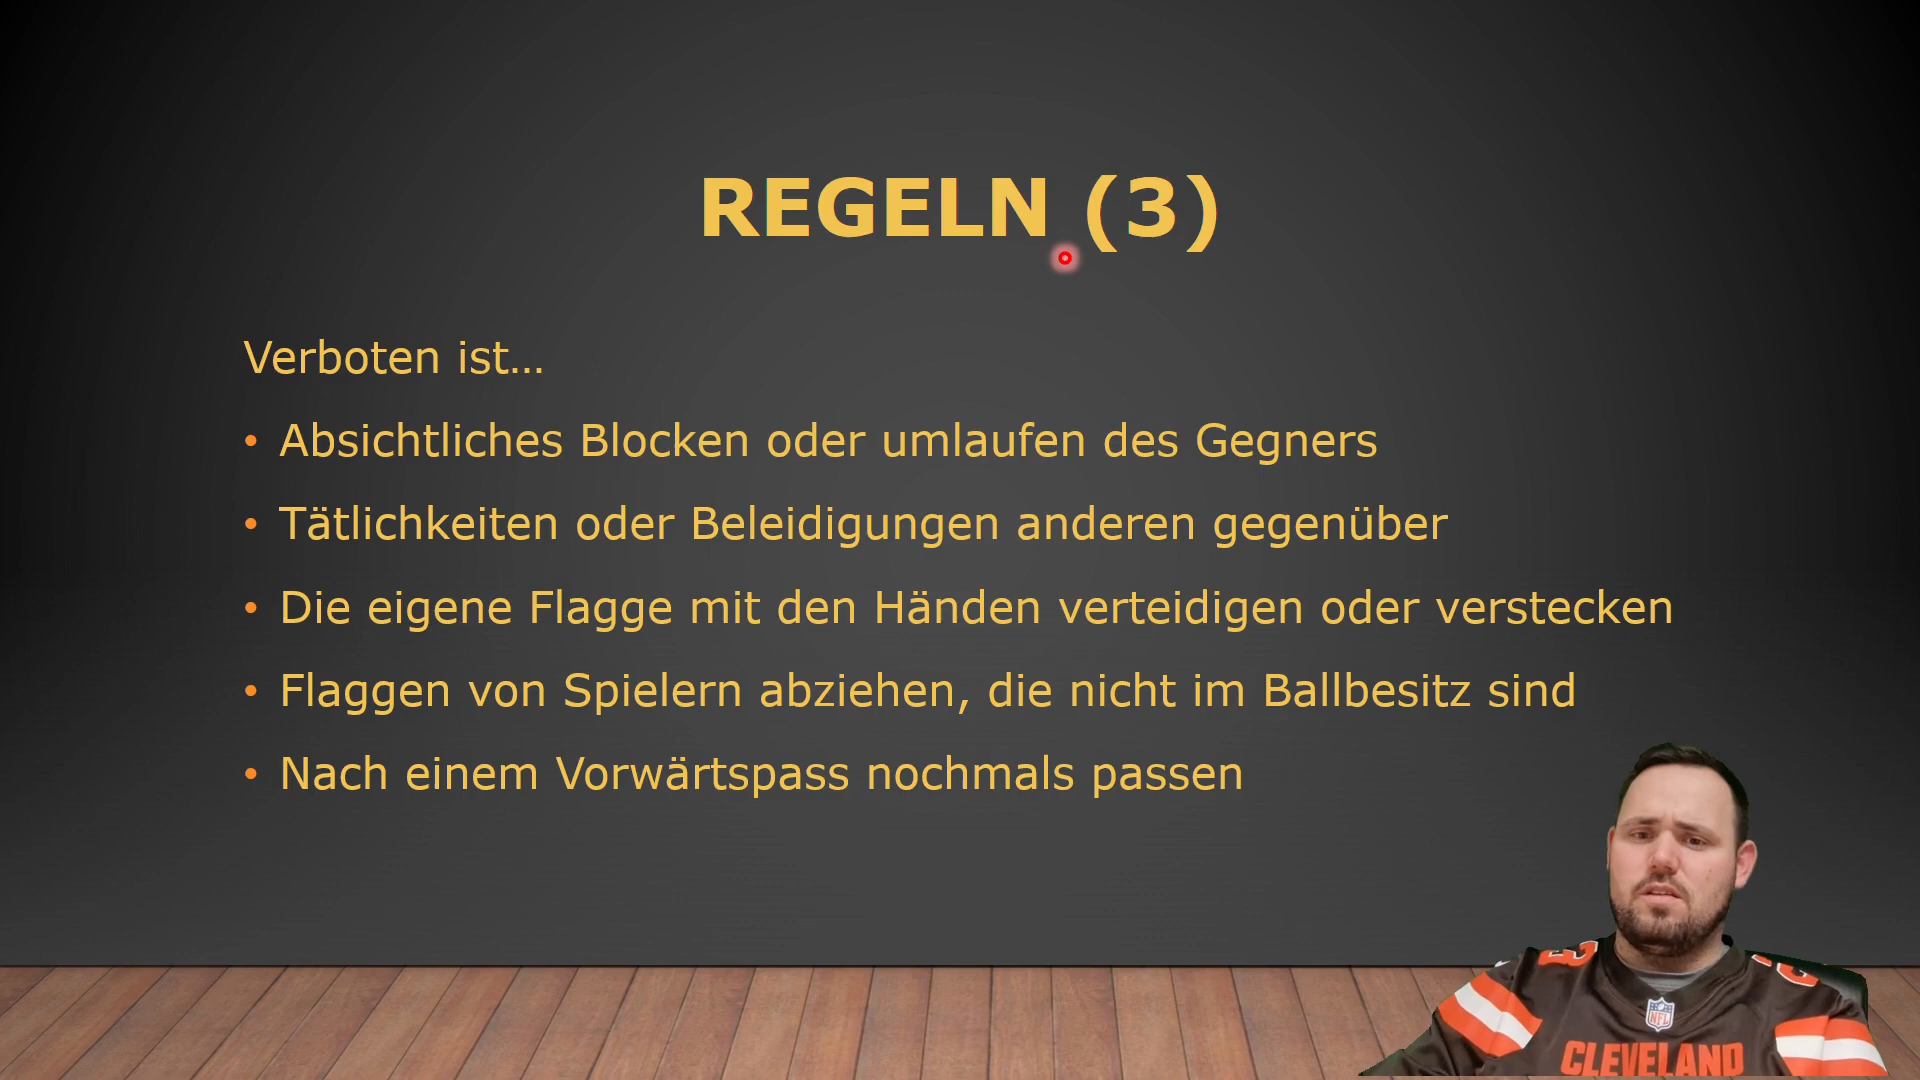 REGELN (3)
Verboten ist...
• Absichtliches Blocken oder umlaufen des Gegners
• Tätlichkeiten oder Beleidigungen anderen gegenüber
• Die eigene Flagge mit den Händen verteidigen oder verstecken
• Flaggen von Spielern abziehen, die nicht im Ballbesitz sind
• Nach einem Vorwärtspass nochmals passen
NFL
CLEVELAND